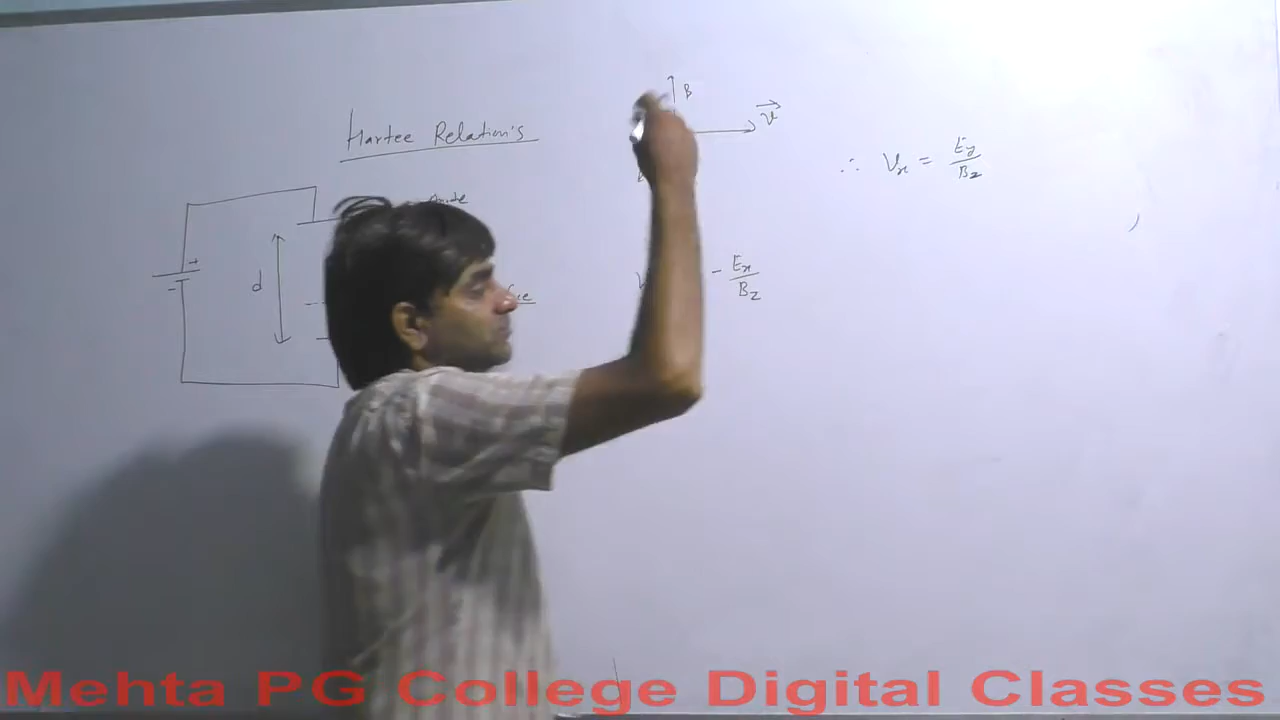 Hartee Relation's
B
v
∴ Vx = Ey / Bz
+
-
d
- Ex / Bz
Mehta PG College Digital Classes